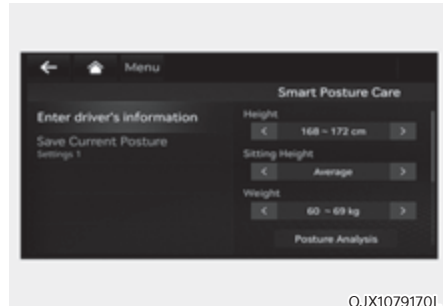 Menu
Smart Posture Care
Enter driver's information
Save Current Posture
Settings 1
Height
168 ~ 172 cm
Sitting Height
Average
Weight
60 ~ 69 kg
Posture Analysis
OJX1079170L